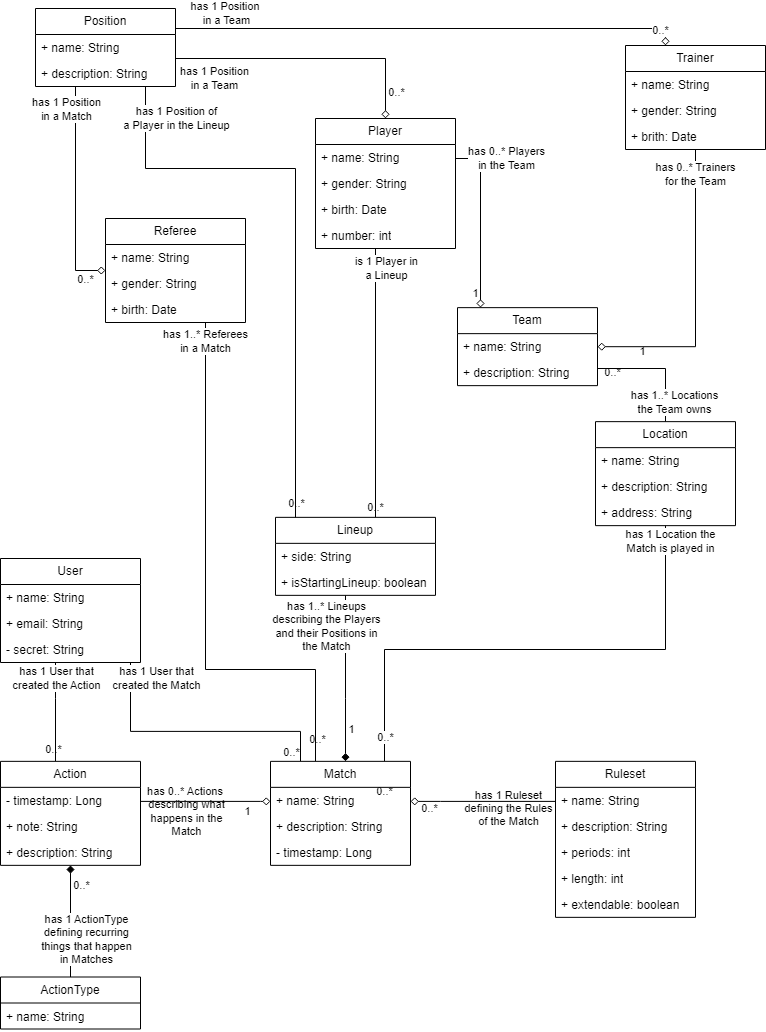 has 1 Position
in a Team
Position
+ name: String
+ description: String
0..*
Trainer
+ name: String
+ gender: String
+ brith: Date
has 1 Position
in a Team
0..*
has 1 Position
in a Match
has 1 Position of
a Player in the Lineup
Player
+ name: String
+ gender: String
+ birth: Date
+ number: int
has 0..* Players
in the Team
has 0..* Trainers
for the Team
Referee
+ name: String
+ gender: String
+ birth: Date
0..*
is 1 Player in
a Lineup
1
Team
+ name: String
+ description: String
1
0..*
has 1..* Referees
in a Match
has 1..* Locations
the Team owns
Location
+ name: String
+ description: String
+ address: String
has 1 Location the
Match is played in
0..*
0..*
Lineup
+ side: String
+ isStartingLineup: boolean
has 1..* Lineups
describing the Players
and their Positions in
the Match
User
+ name: String
+ email: String
- secret: String
has 1 User that
created the Action
has 1 User that
created the Match
0..*
0..*
0..*
1
0..*
Action
- timestamp: Long
+ note: String
+ description: String
has 0..* Actions
describing what
happens in the
Match
1
Match
0..*
+ name: String
+ description: String
- timestamp: Long
0..*
has 1 Ruleset
defining the Rules
of the Match
Ruleset
+ name: String
+ description: String
+ periods: int
+ length: int
+ extendable: boolean
0..*
has 1 ActionType
defining recurring
things that happen
in Matches
ActionType
+ name: String